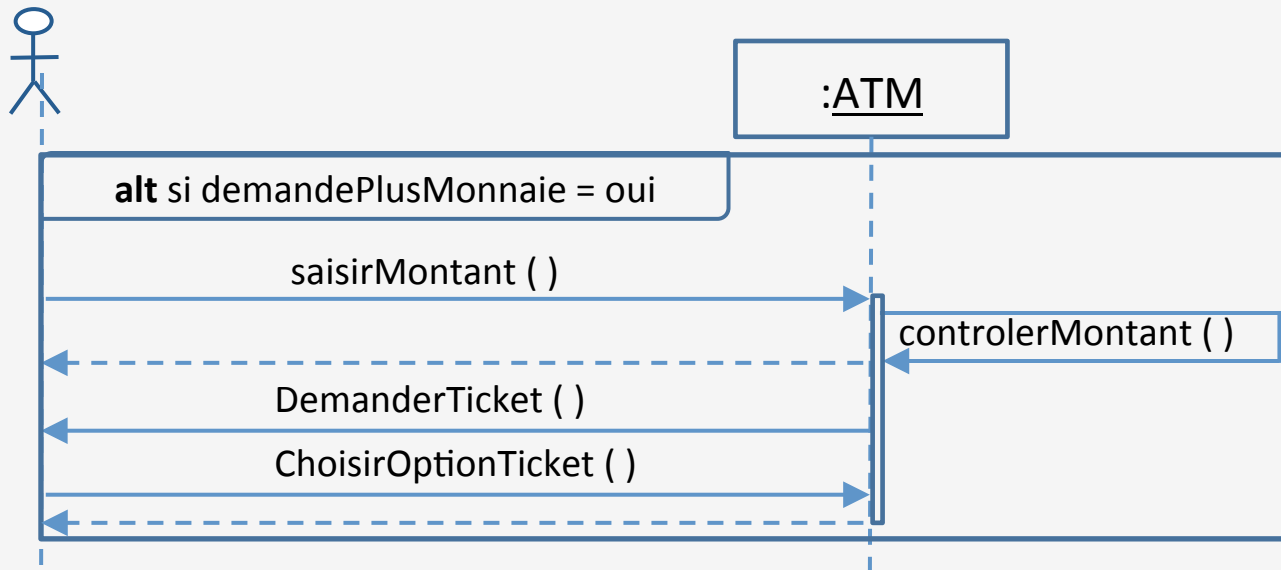 :ATM
alt si demandePlusMonnaie = oui
saisirMontant ( )
controlerMontant ( )
DemanderTicket ( )
ChoisirOptionTicket ( )